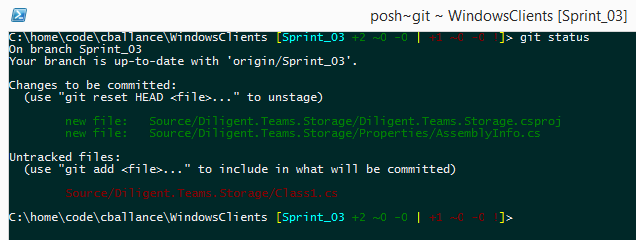 posh~git ~ WindowsClients [Sprint_03]
C:\home\code\cballance\WindowsClients [Sprint_03 +2 ~0 -0 | +1 ~0 -0 !]> git status
On branch Sprint_03
Your branch is up-to-date with 'origin/Sprint_03'.
Changes to be committed:
(use "git reset HEAD <file>..." to unstage)
new file: Source/Diligent.Teams.Storage/Diligent.Teams.Storage.csproj
new file: Source/Diligent.Teams.Storage/Properties/AssemblyInfo.cs
Untracked files:
(use "git add <file>..." to include in what will be committed)
Source/Diligent.Teams.Storage/Class1.cs
C:\home\code\cballance\WindowsClients [Sprint_03 +2 ~0 -0 | +1 ~0 -0 !]>